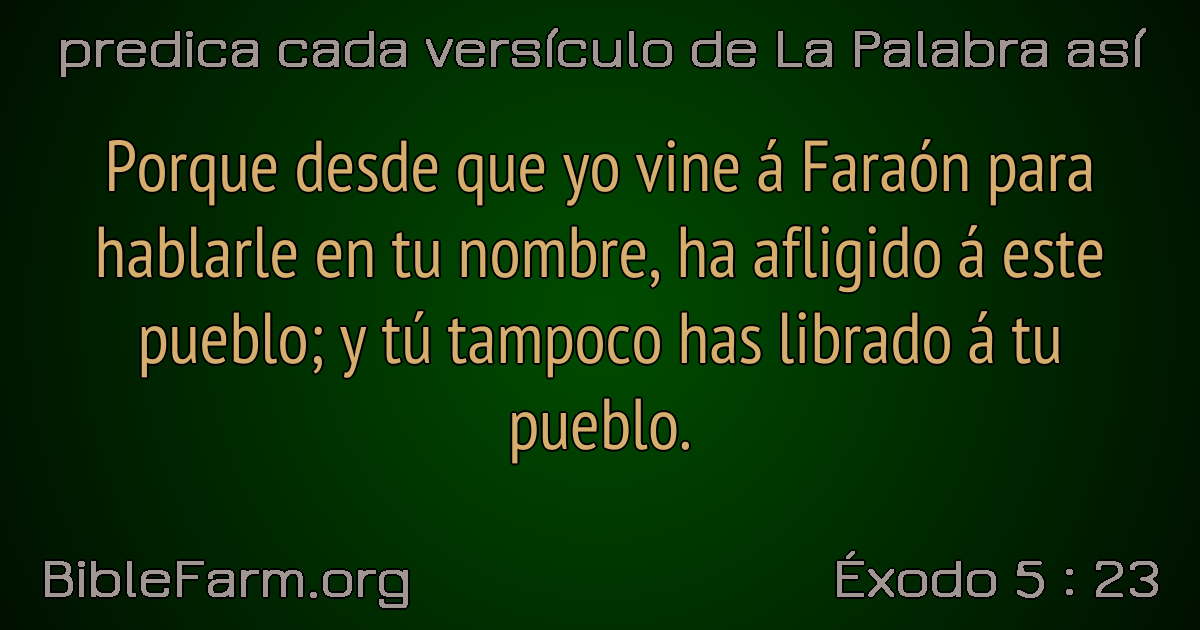 predica cada versículo de La Palabra así
Porque desde que yo vine á Faraón para
hablarle en tu nombre, ha afligido á este
pueblo; y tú tampoco has librado á tu
pueblo.
BibleFarm.org
Éxodo 5 : 23